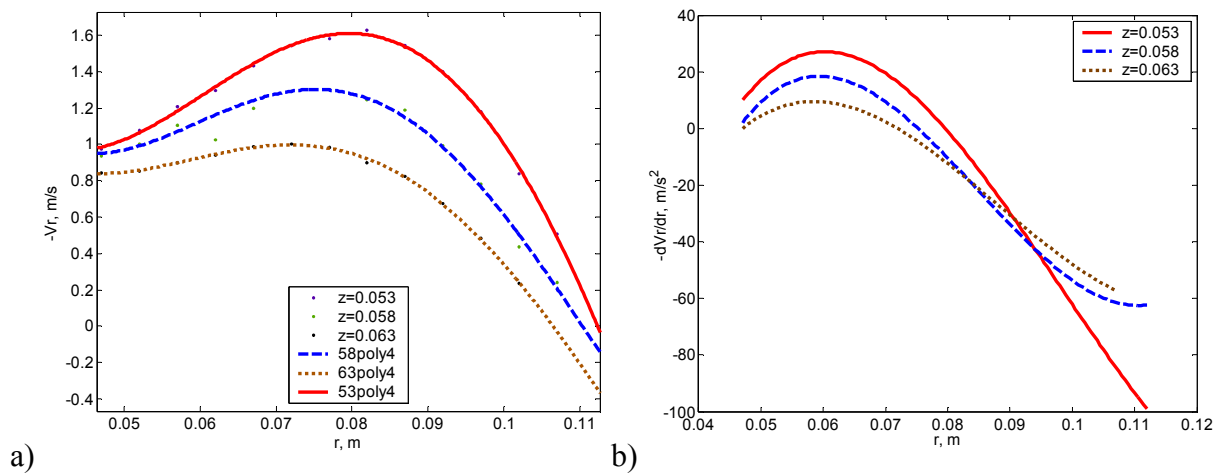 1.6
1.4
1.2
1
0.8
0.6
0.4
0.2
0
-0.2
-0.4
-Vr, m/s
0.05 0.06 0.07 0.08 0.09 0.1 0.11
r, m
z=0.053
z=0.058
z=0.063
58poly4
63poly4
53poly4
a)
40
20
0
-20
-40
-60
-80
-100
-dVr/dr, m/s²
0.04 0.05 0.06 0.07 0.08 0.09 0.1 0.11 0.12
r, m
z=0.053
z=0.058
z=0.063
b)